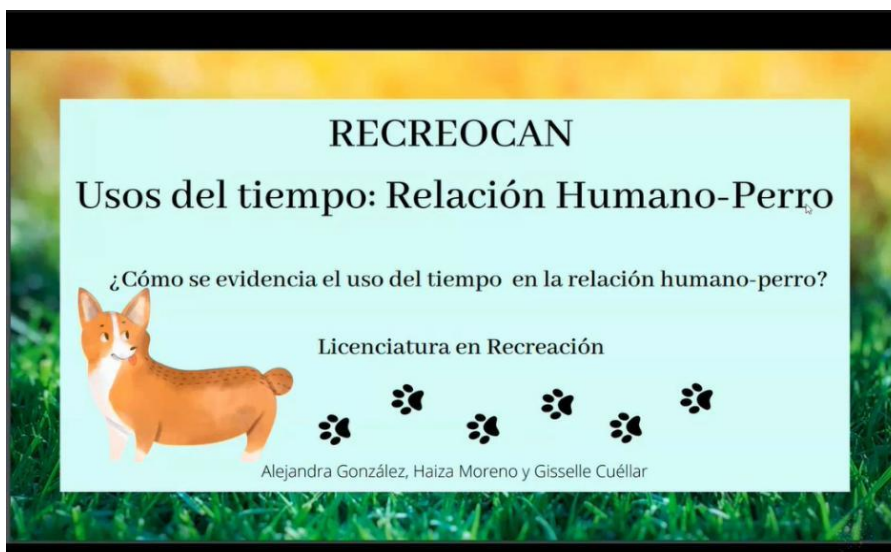 RECREOCAN
Usos del tiempo: Relación Humano-Perro
¿Cómo se evidencia el uso del tiempo en la relación humano-perro?
Licenciatura en Recreación
Alejandra González, Haiza Moreno y Gisselle Cuéllar